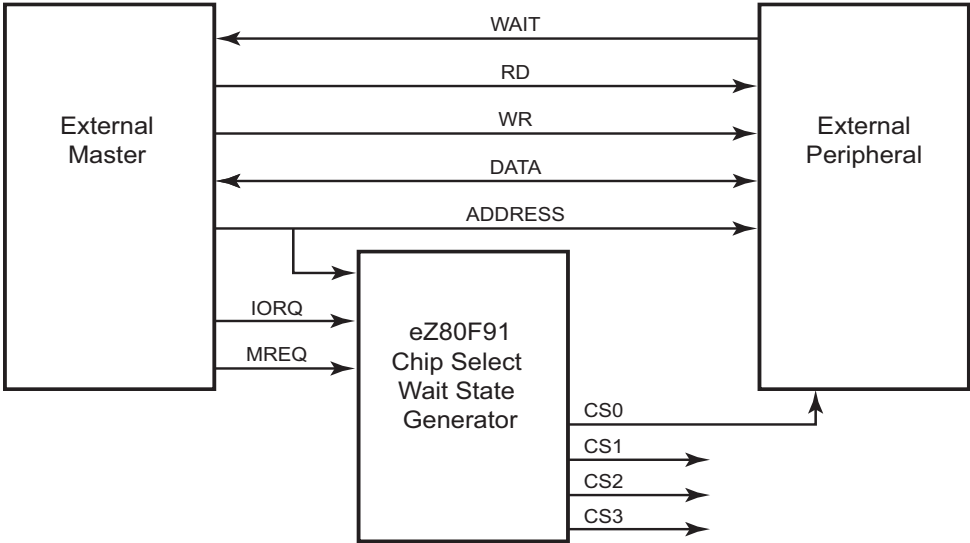 WAIT
RD
WR
DATA
ADDRESS
External
Master
External
Peripheral
IORQ
MREQ
eZ80F91
Chip Select
Wait State
Generator
CS0
CS1
CS2
CS3